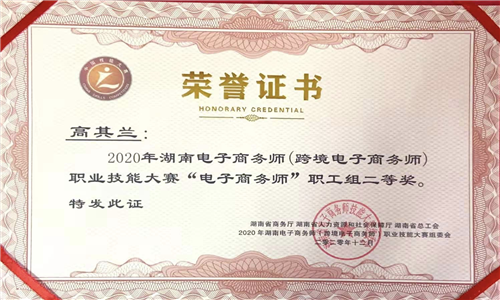 荣誉证书
HONORARY CREDENTIAL
高其兰：
2020年湖南电子商务师(跨境电子商务师)
职业技能大赛“电子商务师”职工组二等奖。
特发此证
湖南省商务厅 湖南省人力资源和社会保障厅 湖南省总工会
2020年湖南电子商务师（跨境电子商务师）职业技能大赛组委会
二〇二〇年十二月